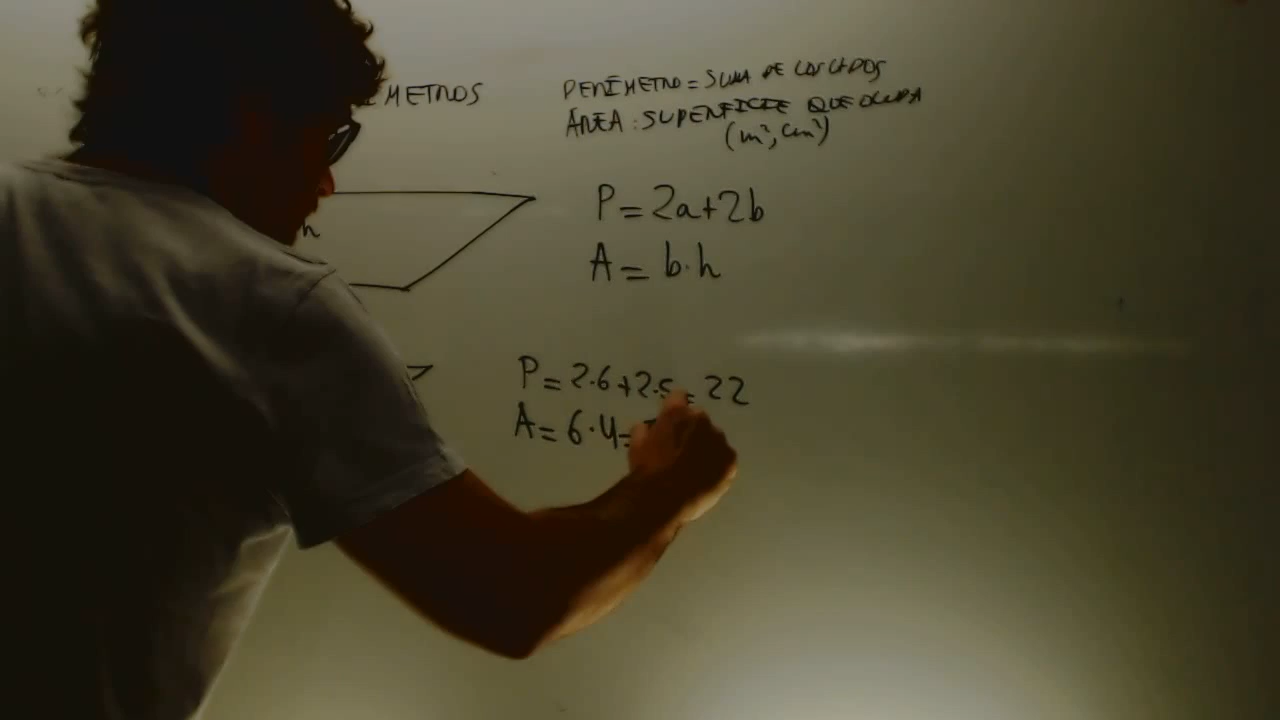 IMETROS
PERÍMETRO = SUMA DE LOS LADOS
ÁREA : SUPERFICIE QUE OCUPA
(m², cm²)
h
P = 2a+2b
A = b·h
P = 2·6+2·5 = 22
A = 6·4 =